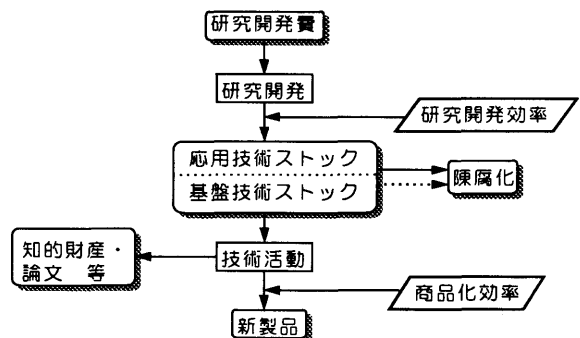 研究開発費
研究開発
研究開発効率
応用技術ストック
基盤技術ストック
陳腐化
知的財産・
論文 等
技術活動
商品化効率
新製品